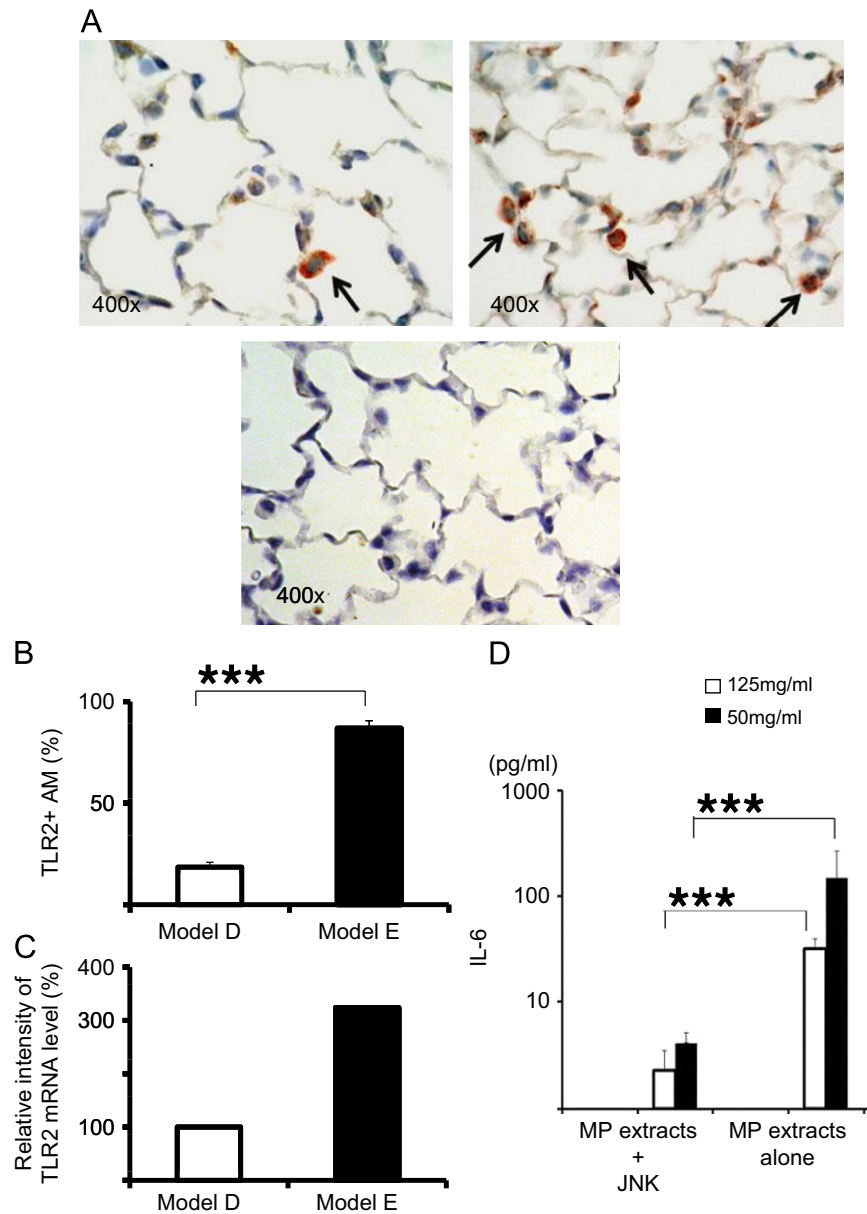 A
400x
400x
400x
B
***
100
50
TLR2+ AM (%)
Model D
Model E
C
400
300
100
Relative intensity of
TLR2 mRNA level (%)
Model D
Model E
D
125mg/ml
50mg/ml
(pg/ml)
1000
100
10
IL-6
***
***
MP extracts
+
JNK
MP extracts
alone